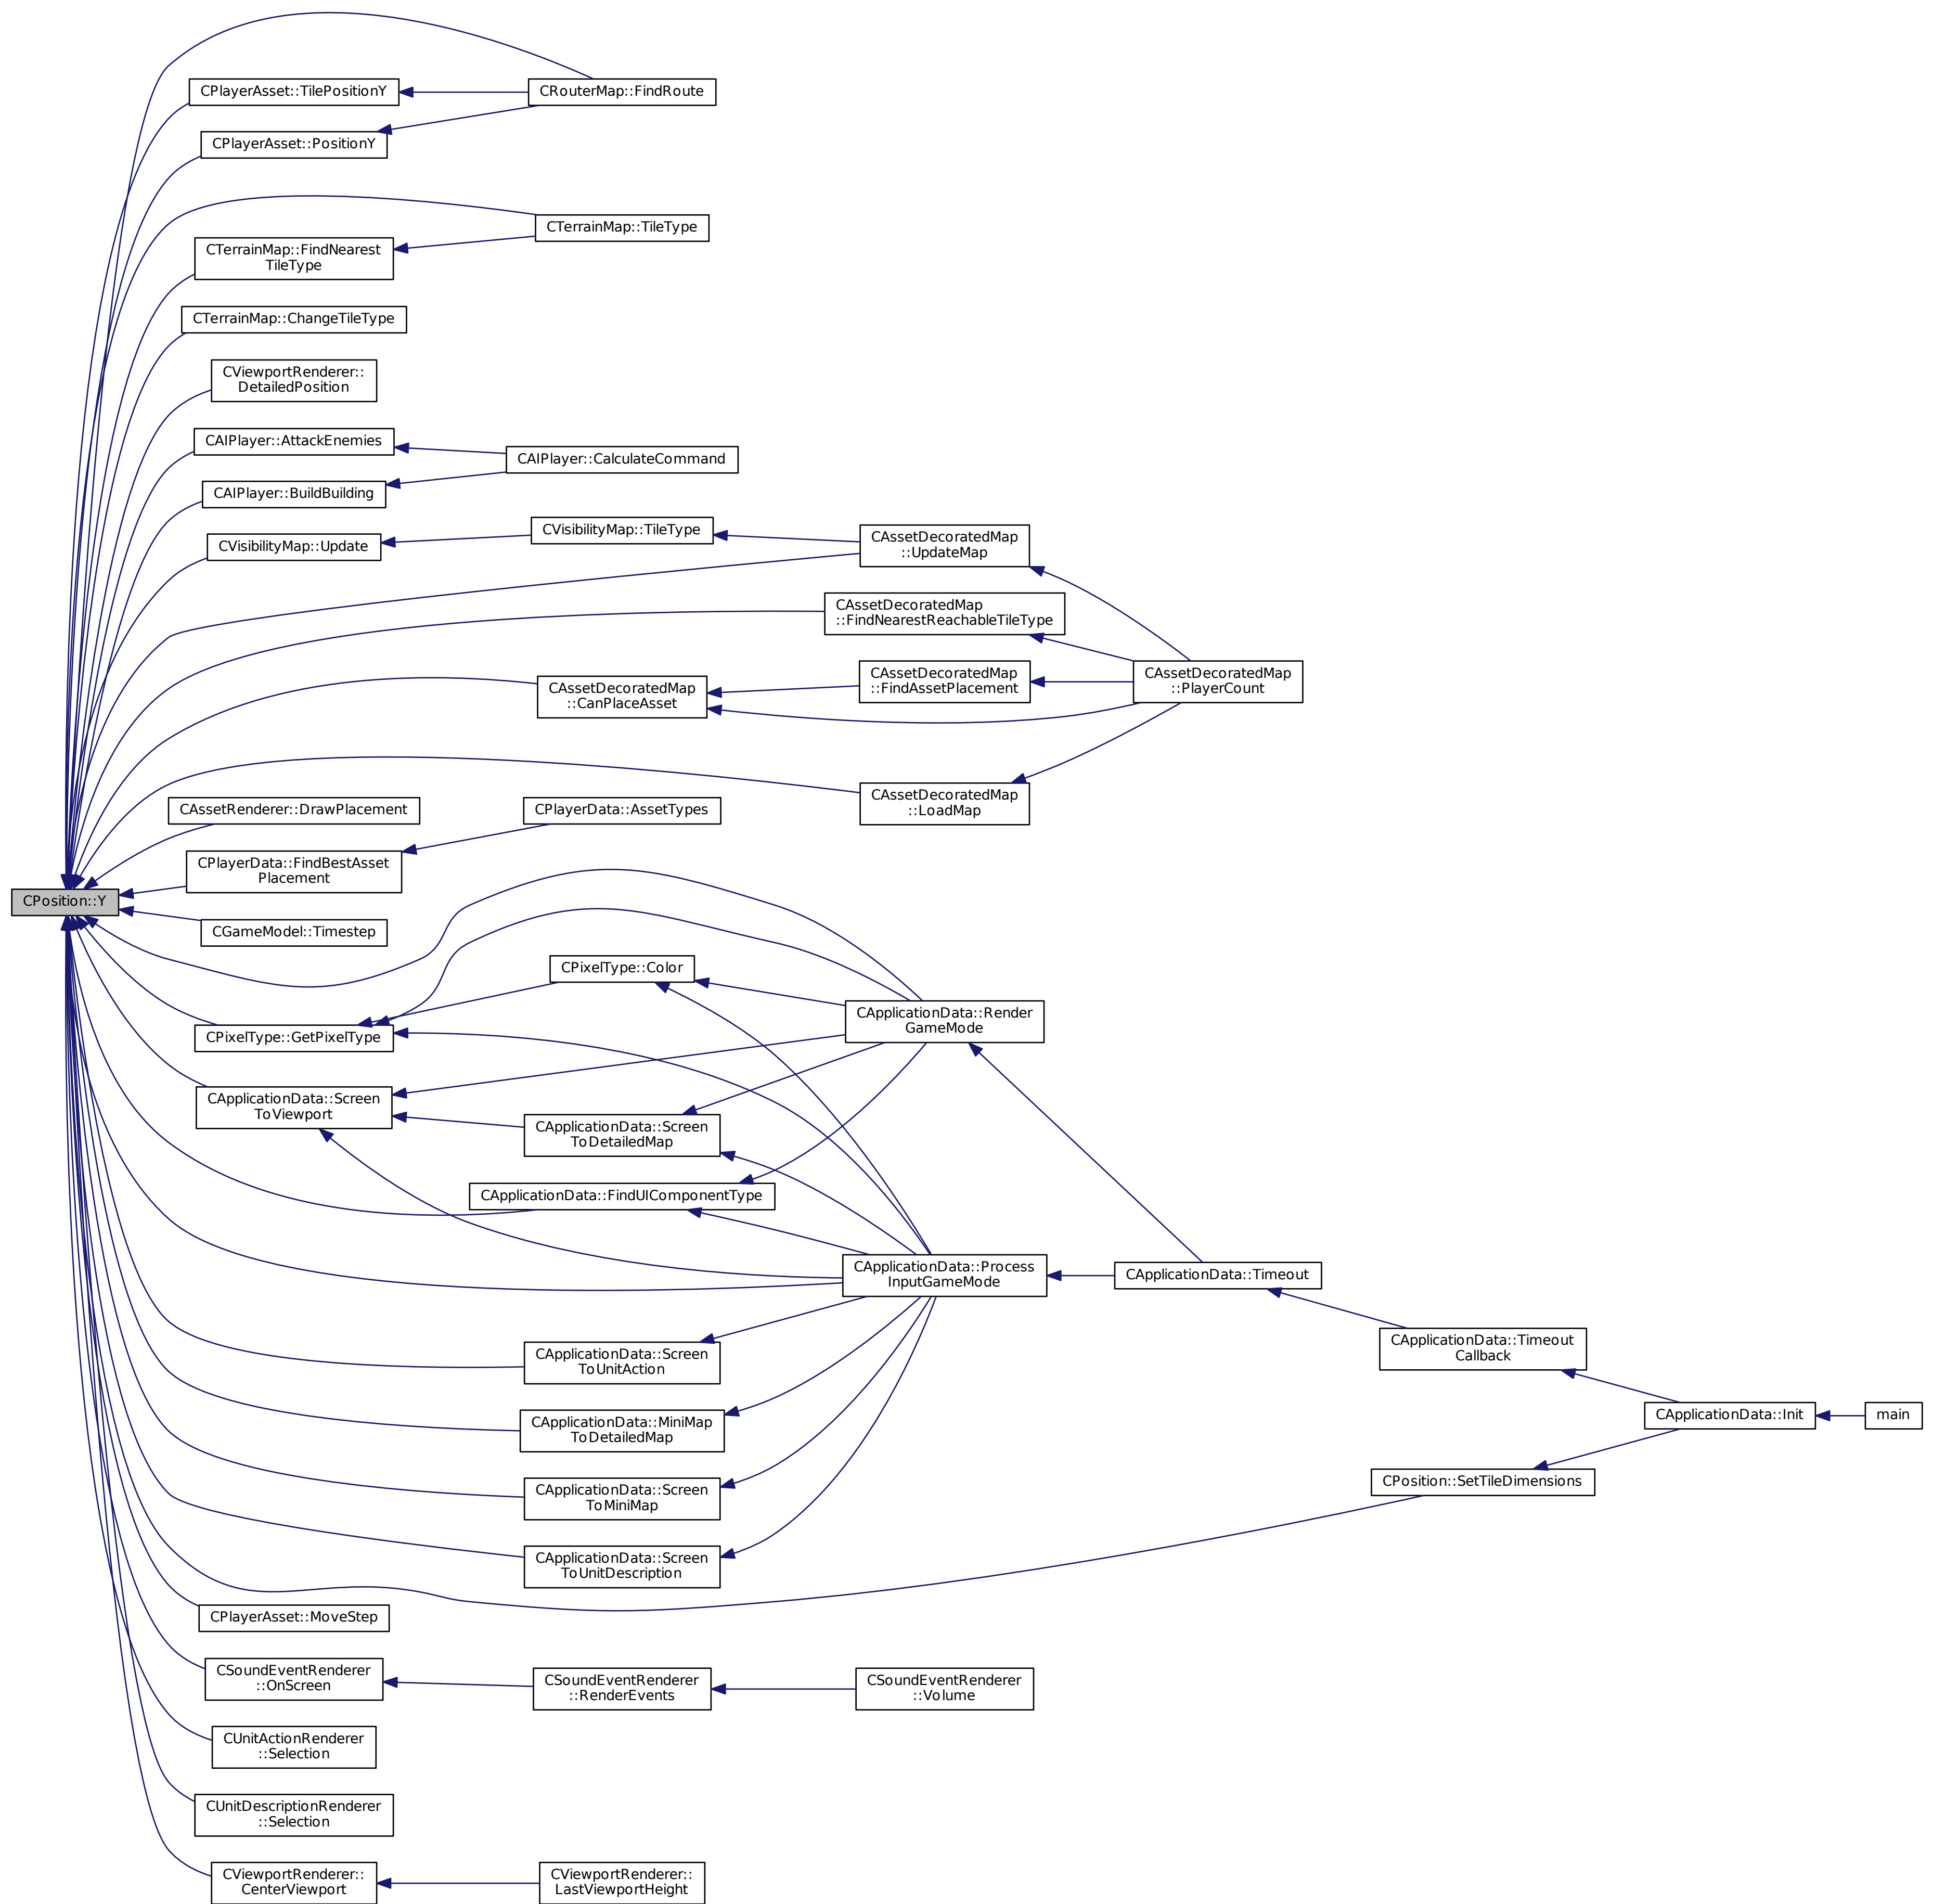 CPlayerAsset::TilePositionY
CRouterMap::FindRoute
CPlayerAsset::PositionY
CTerrainMap::TileType
CTerrainMap::FindNearest
TileType
CTerrainMap::ChangeTileType
CViewportRenderer::
DetailedPosition
CAIPlayer::AttackEnemies
CAIPlayer::CalculateCommand
CAIPlayer::BuildBuilding
CVisibilityMap::Update
CVisibilityMap::TileType
CAssetDecoratedMap
::UpdateMap
CAssetDecoratedMap
::FindNearestReachableTileType
CAssetDecoratedMap
::CanPlaceAsset
CAssetDecoratedMap
::FindAssetPlacement
CAssetDecoratedMap
::PlayerCount
CAssetDecoratedMap
::LoadMap
CAssetRenderer::DrawPlacement
CPlayerData::AssetTypes
CPlayerData::FindBestAsset
Placement
CPosition::Y
CGameModel::Timestep
CPixelType::Color
CPixelType::GetPixelType
CApplicationData::Render
GameMode
CApplicationData::Screen
ToViewport
CApplicationData::Screen
ToDetailedMap
CApplicationData::FindUIComponentType
CApplicationData::Process
InputGameMode
CApplicationData::Timeout
CApplicationData::Screen
ToUnitAction
CApplicationData::Timeout
Callback
CApplicationData::MiniMap
ToDetailedMap
CApplicationData::Init
main
CApplicationData::Screen
ToMiniMap
CPosition::SetTileDimensions
CApplicationData::Screen
ToUnitDescription
CPlayerAsset::MoveStep
CSoundEventRenderer
::OnScreen
CSoundEventRenderer
::RenderEvents
CSoundEventRenderer
::Volume
CUnitActionRenderer
::Selection
CUnitDescriptionRenderer
::Selection
CViewportRenderer::
CenterViewport
CViewportRenderer::
LastViewportHeight